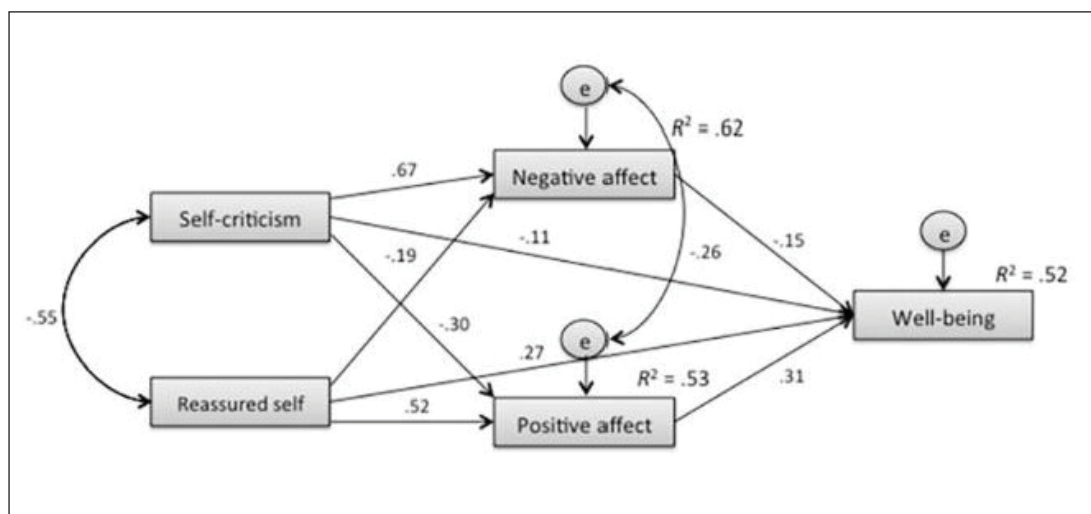 e
R² = .62
Negative affect
.67
Self-criticism
e
-.11
-.15
-.19
-.26
R² = .52
Well-being
-.55
-.30
e
.27
R² = .53
.31
Reassured self
.52
Positive affect